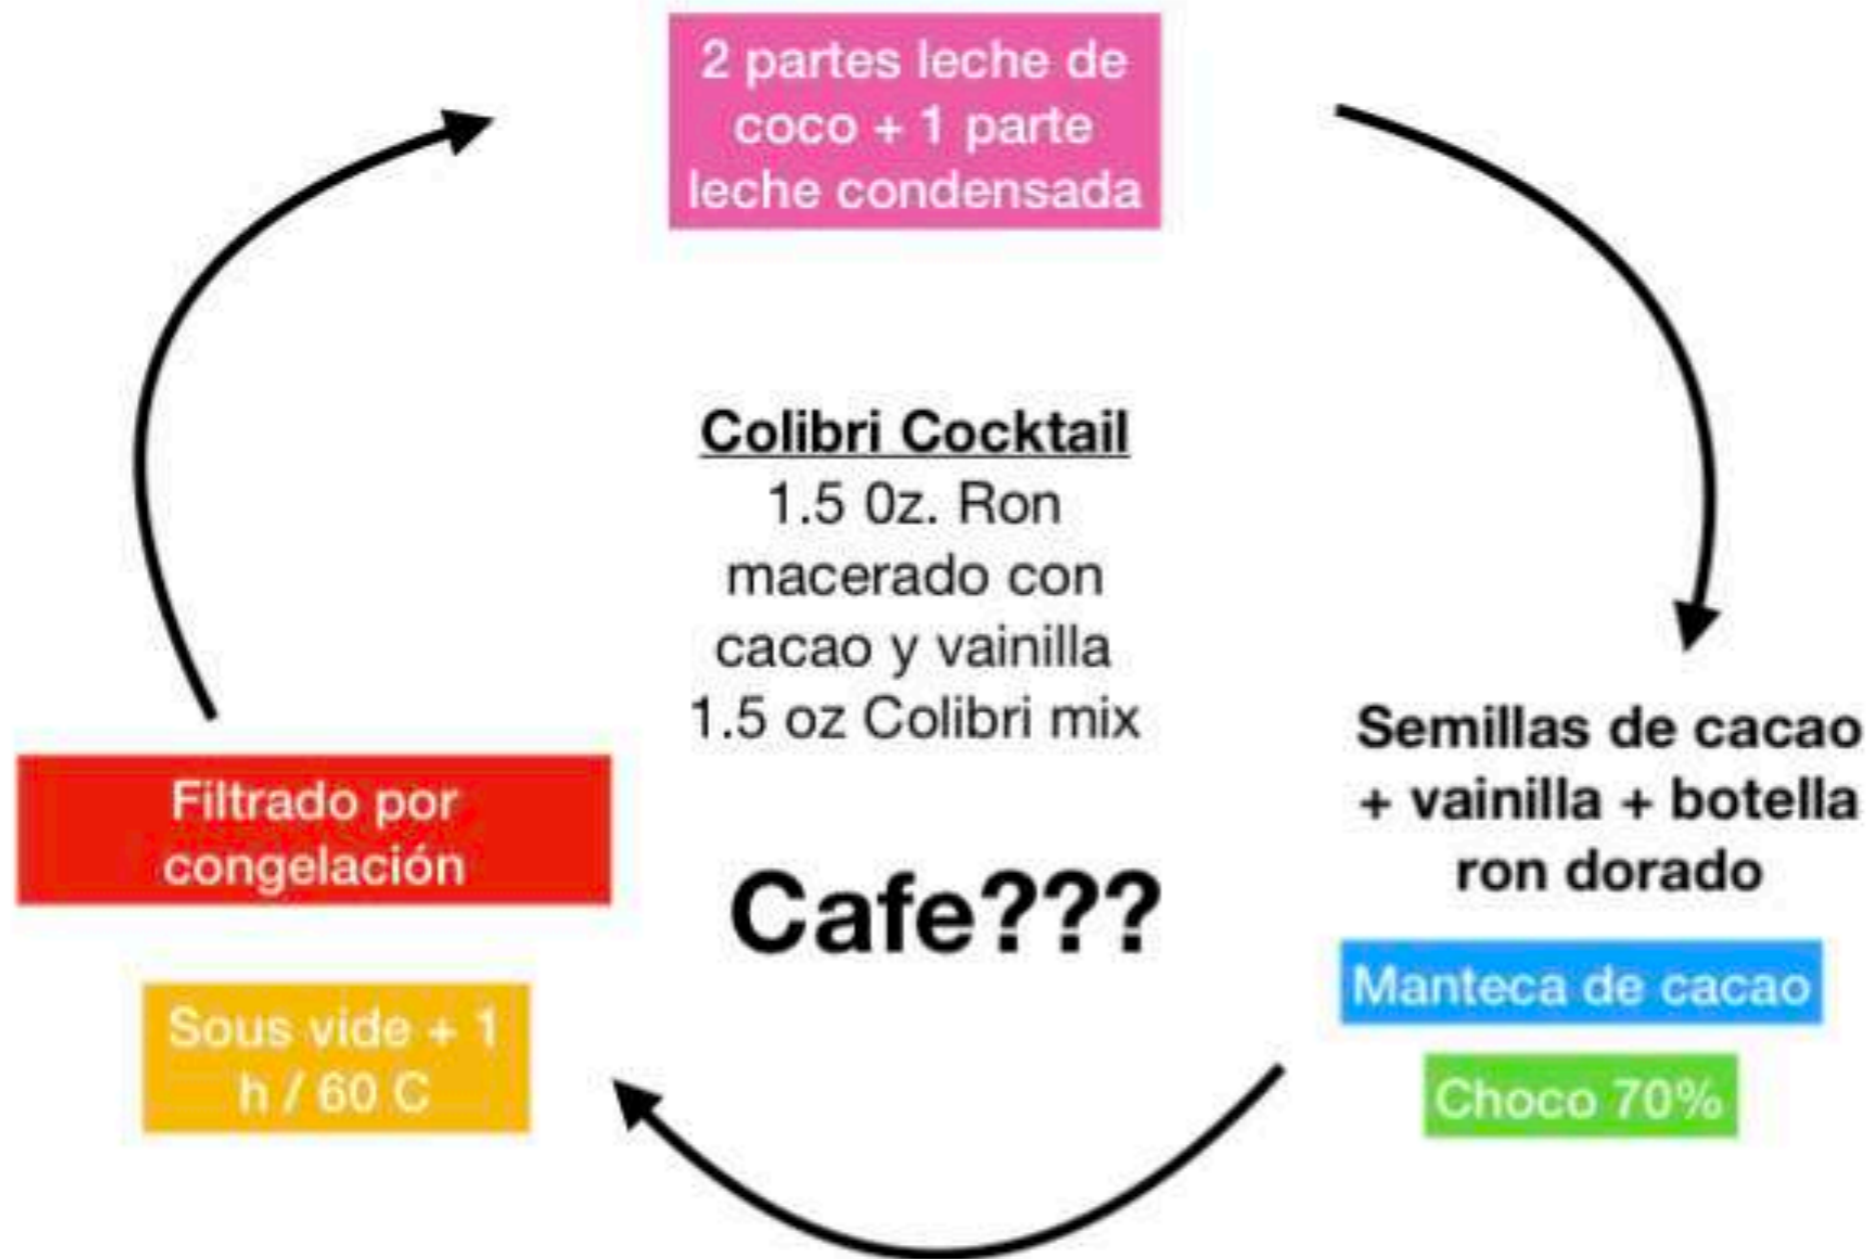 2 partes leche de
coco + 1 parte
leche condensada
Colibri Cocktail
1.5 0z. Ron
macerado con
cacao y vainilla
1.5 oz Colibri mix
Cafe???
Semillas de cacao
+ vainilla + botella
ron dorado
Manteca de cacao
Choco 70%
Filtrado por
congelación
Sous vide + 1
h / 60 C